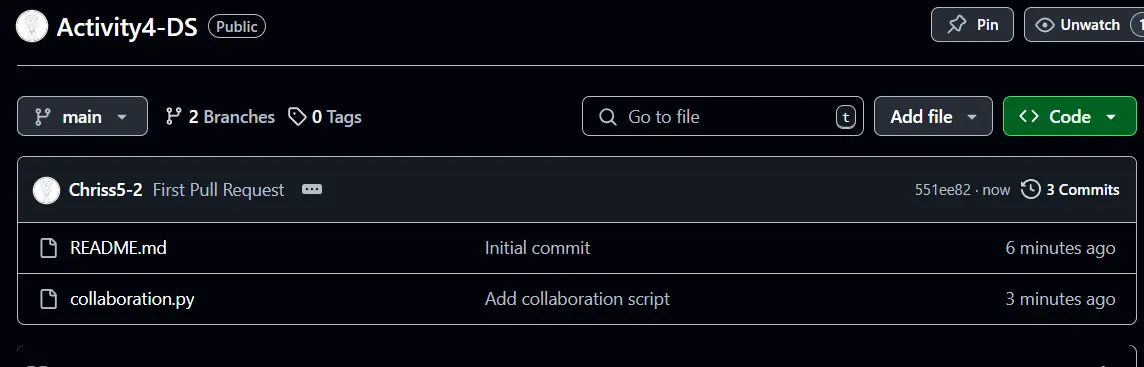 Activity4-DS Public Pin Unwatch 1
main 2 Branches 0 Tags Go to file t Add file Code
Chriss5-2 First Pull Request 551ee82 · now 3 Commits
README.md Initial commit 6 minutes ago
collaboration.py Add collaboration script 3 minutes ago